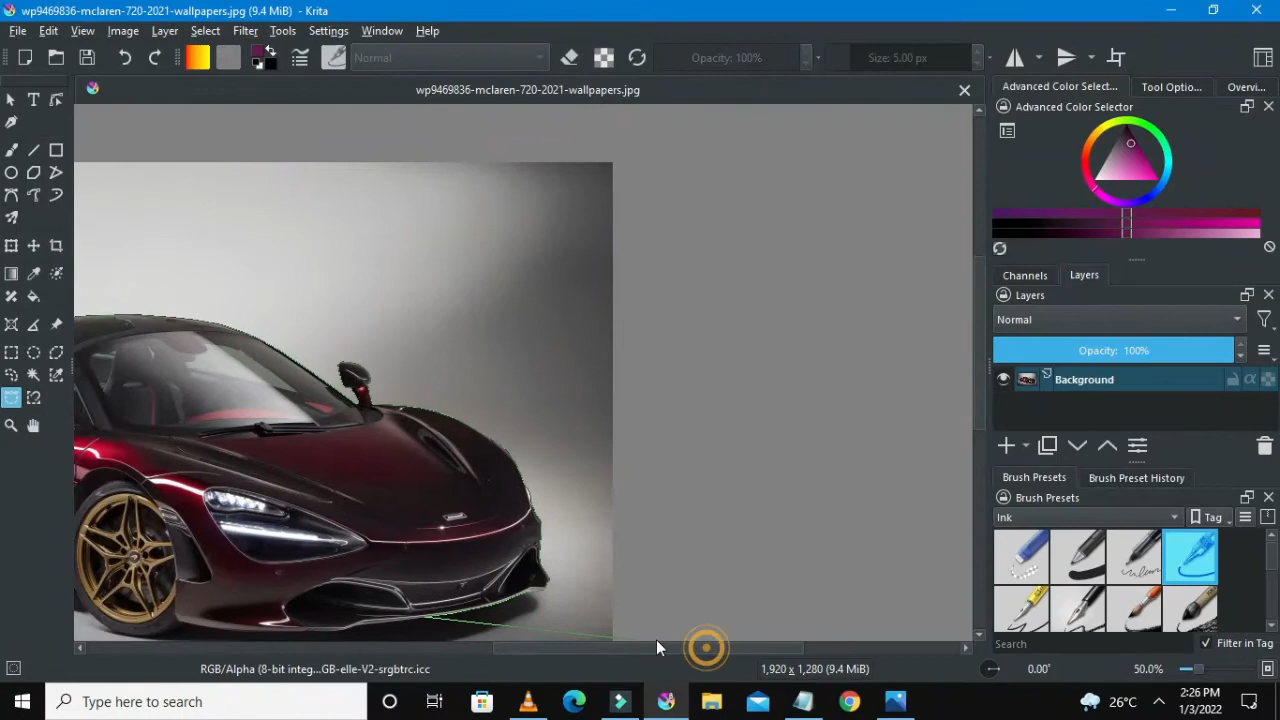 wp9469836-mclaren-720-2021-wallpapers.jpg (9.4 MiB) - Krita
File Edit View Image Layer Select Filter Tools Settings Window Help
Normal Opacity: 100% Size: 5.00 px
wp9469836-mclaren-720-2021-wallpapers.jpg
Advanced Color Select... Tool Optio... Overvi...
Advanced Color Selector
Channels Layers
Layers
Normal
Opacity: 100%
Background
Brush Presets Brush Preset History
Brush Presets
Ink Tag
Search Filter in Tag
RGB/Alpha (8-bit integ...GB-elle-V2-srgbtrc.icc 1,920 x 1,280 (9.4 MiB) 0.00° 50.0%
Type here to search 26°C 2:26 PM
1/3/2022